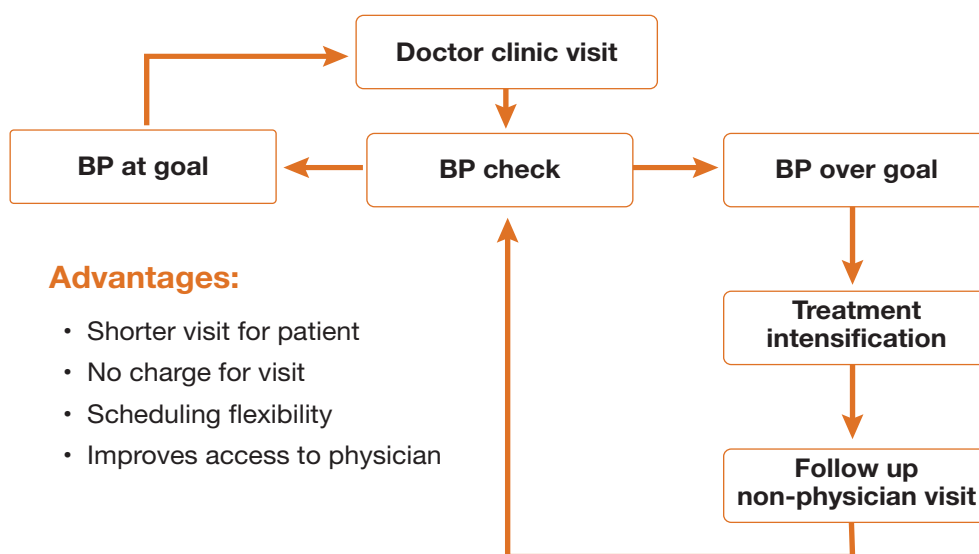 Doctor clinic visit
BP at goal
BP check
BP over goal
Advantages:
• Shorter visit for patient
• No charge for visit
• Scheduling flexibility
• Improves access to physician
Treatment
intensification
Follow up
non-physician visit